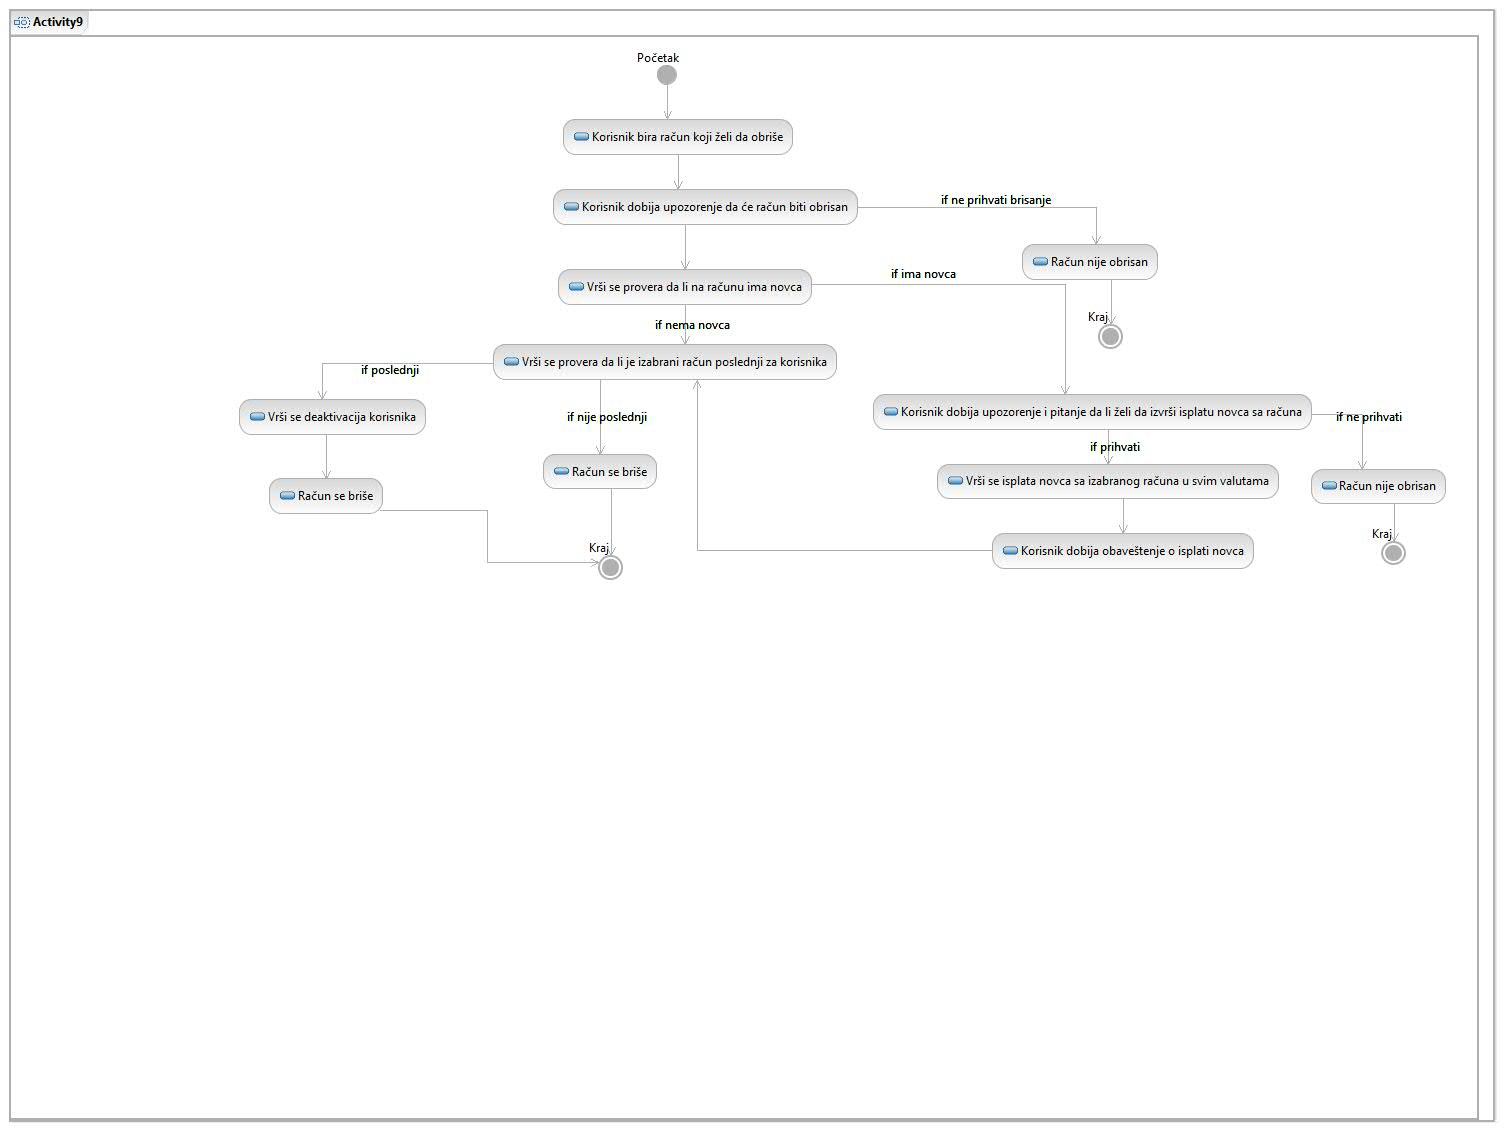 Activity9
Početak
Korisnik bira račun koji želi da obriše
Korisnik dobija upozorenje da će račun biti obrisan
if ne prihvati brisanje
Račun nije obrisan
Kraj
Vrši se provera da li na računu ima novca
if ima novca
if nema novca
Vrši se provera da li je izabrani račun poslednji za korisnika
if poslednji
Vrši se deaktivacija korisnika
Račun se briše
if nije poslednji
Račun se briše
Kraj
Korisnik dobija upozorenje i pitanje da li želi da izvrši isplatu novca sa računa
if ne prihvati
if prihvati
Vrši se isplata novca sa izabranog računa u svim valutama
Račun nije obrisan
Kraj
Korisnik dobija obaveštenje o isplati novca